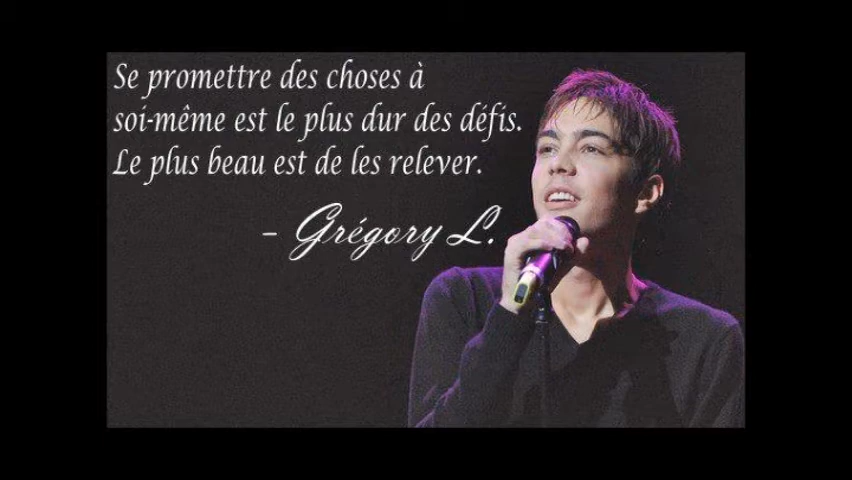 Se promettre des choses à
soi-même est le plus dur des défis.
Le plus beau est de les relever.
- Grégory L.